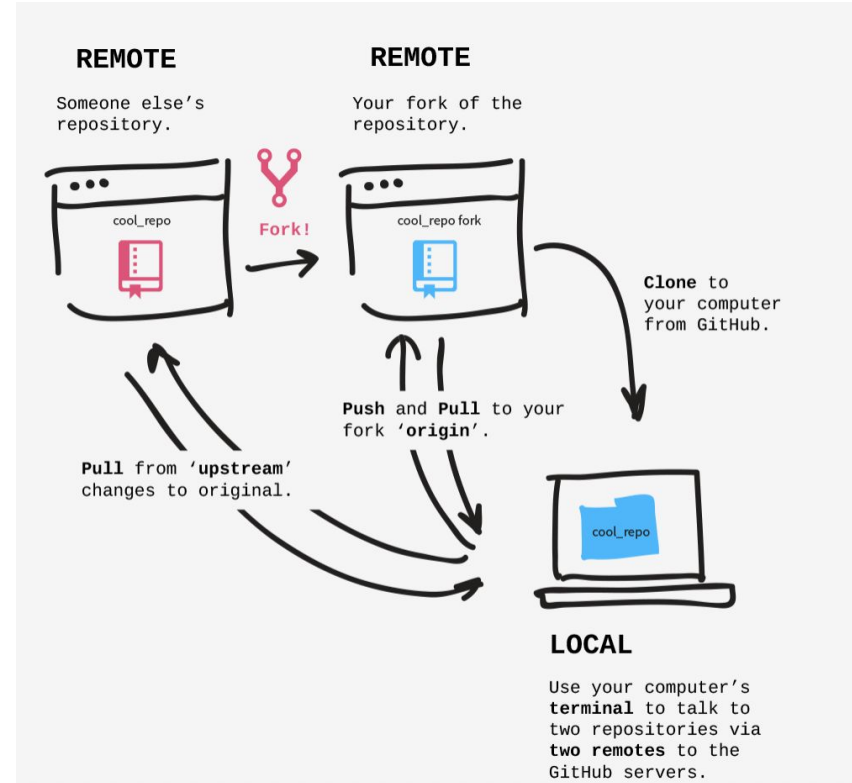 REMOTE
Someone else’s
repository.
cool_repo
Fork!
REMOTE
Your fork of the
repository.
cool_repo fork
Clone to
your computer
from GitHub.
Push and Pull to your
fork ‘origin’.
Pull from ‘upstream’
changes to original.
cool_repo
LOCAL
Use your computer’s
terminal to talk to
two repositories via
two remotes to the
GitHub servers.